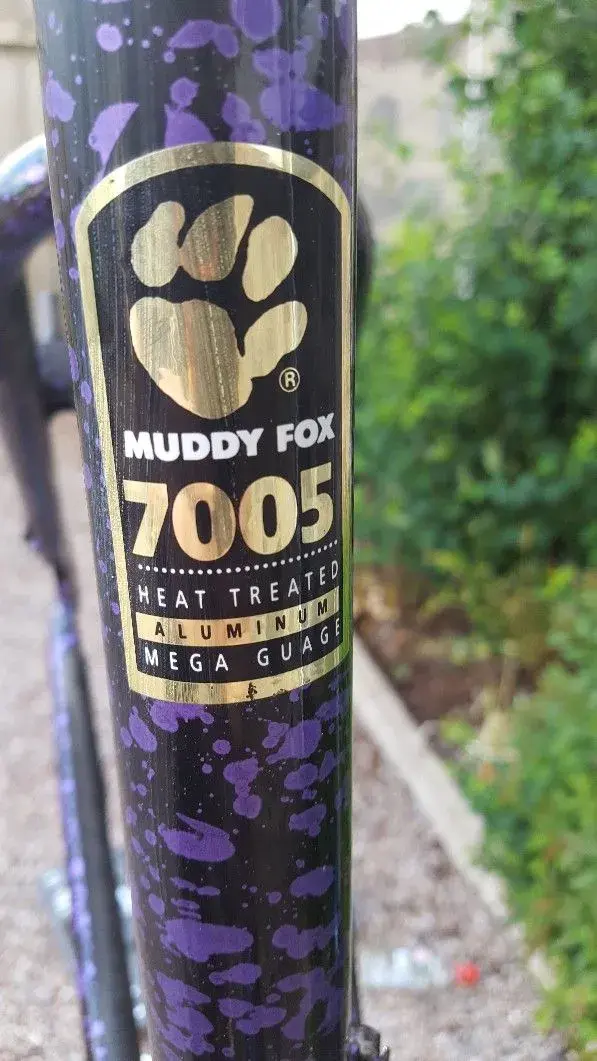 ®
MUDDY FOX
7005
HEAT TREATED
ALUMINUM
MEGA GUAGE